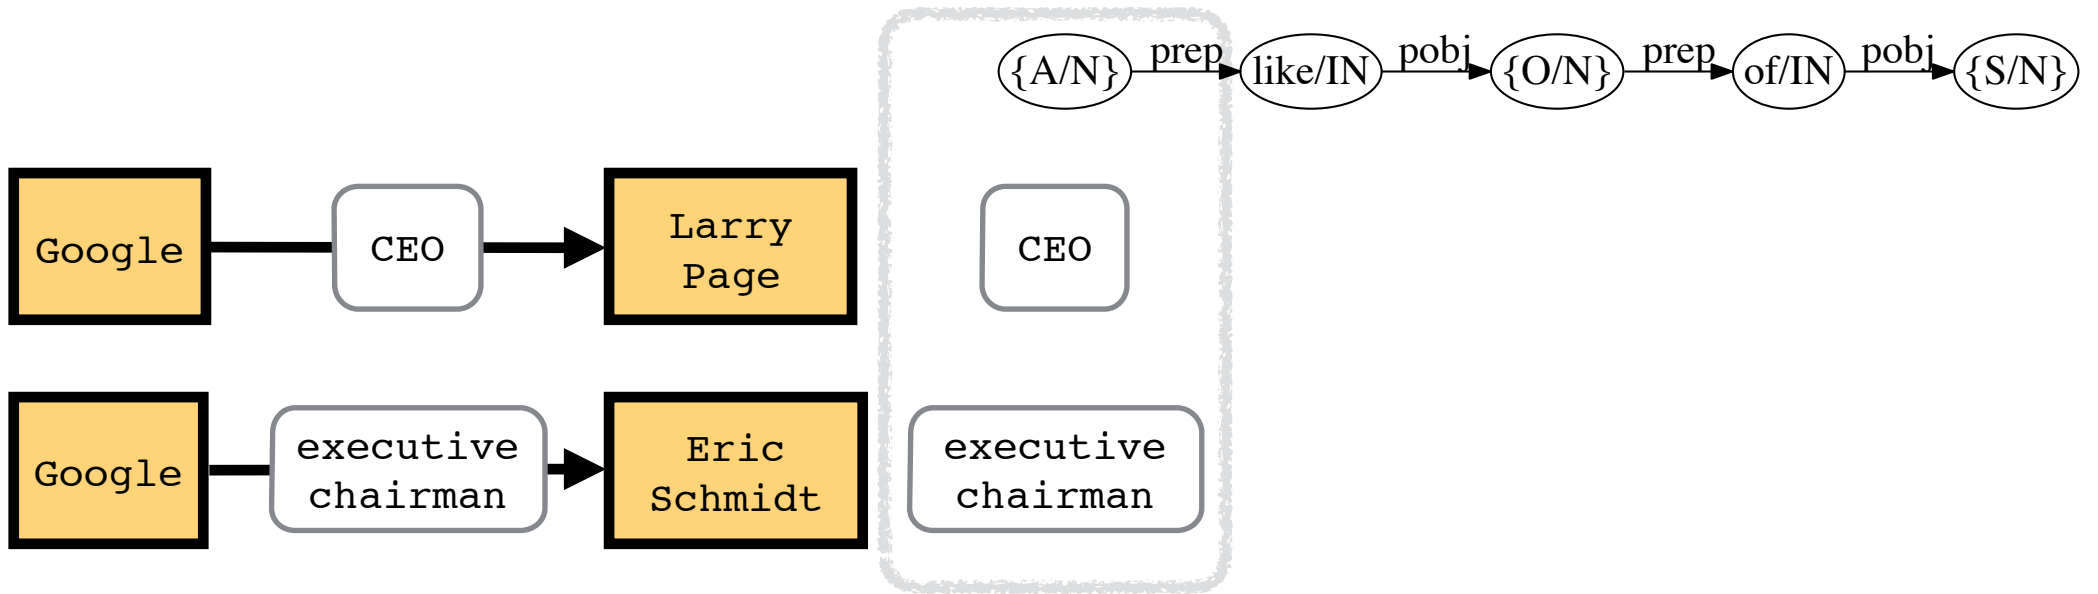 {A/N} prep like/IN pobj {O/N} prep of/IN pobj {S/N}
Google
CEO
Larry
Page
CEO
Google
executive
chairman
Eric
Schmidt
executive
chairman